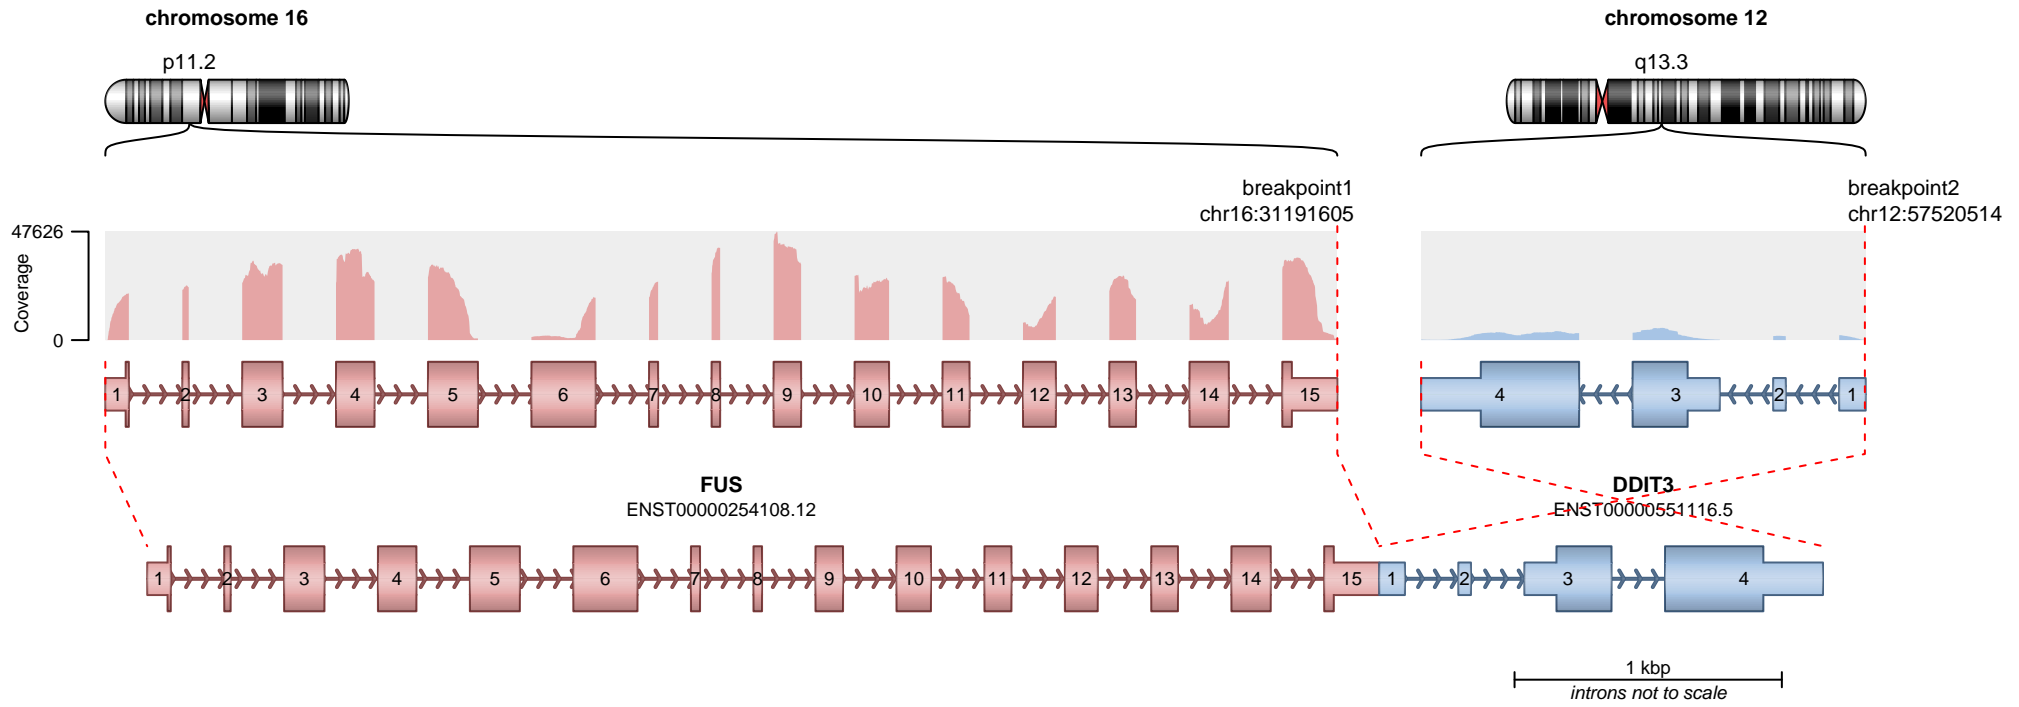 chromosome 16
chromosome 12
p11.2
q13.3
breakpoint1
chr16:31191605
breakpoint2
chr12:57520514
47626
Coverage
0
1 2 3 4 5 6 7 8 9 10 11 12 13 14 15
4 3 2 1
FUS
ENST00000254108.12
DDIT3
ENST00000551116.5
1 2 3 4 5 6 7 8 9 10 11 12 13 14 15 1 2 3 4
1 kbp
introns not to scale